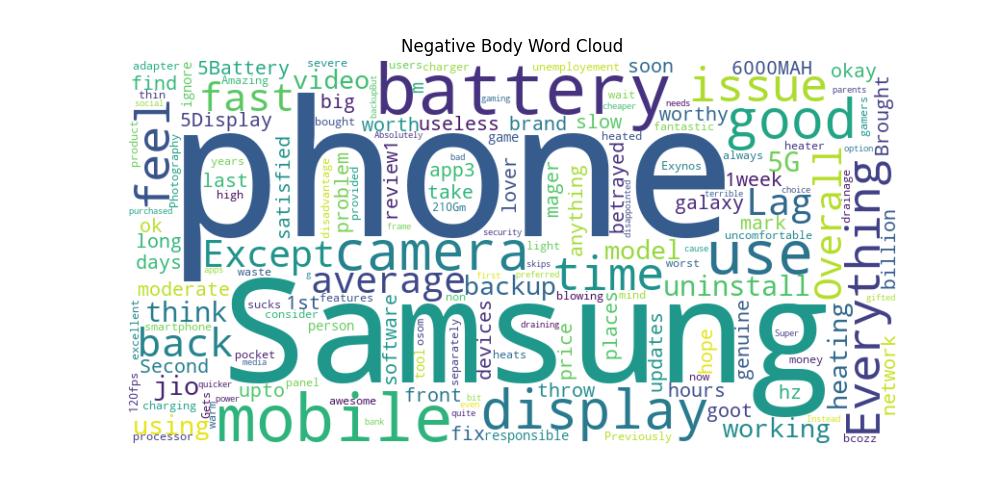 Negative Body Word Cloud
adapter years severe users charger unemployement soon 6000MAH okay
find 5Battery Amazing video m battery issue
thin ignore fast big gaming cheaper wait needs parents
social 5Display bought worth useless brand slow worthy good gamers
product feel Photography phone Absolutely game heated fantastic heater option Brought
satisfied disadvantage problem provided review1 bad app3 take 210Gm lover mager anything betrayed disappointed Exynos always 5G
last high 1week terrible choice drainage
purchased frame security galaxy Lag mark overall
ok long days Except camera skips light model cause uncomfortable use billion
apps waste g average first preferred backup time worst uninstall Everything
moderate sucks 1st features non blowing mind gifted
think consider Samsung
excellent smartphone person software osom draining places updates hope genuine Super network
back pocket media tool separately devices heats price money heating
Second panel now hz
120fps jio quicker upto power front bit throw hours
charging Gets warm awesome even display goot
using mobile bank quite working
processor fix responsible Previously Instead bcozz